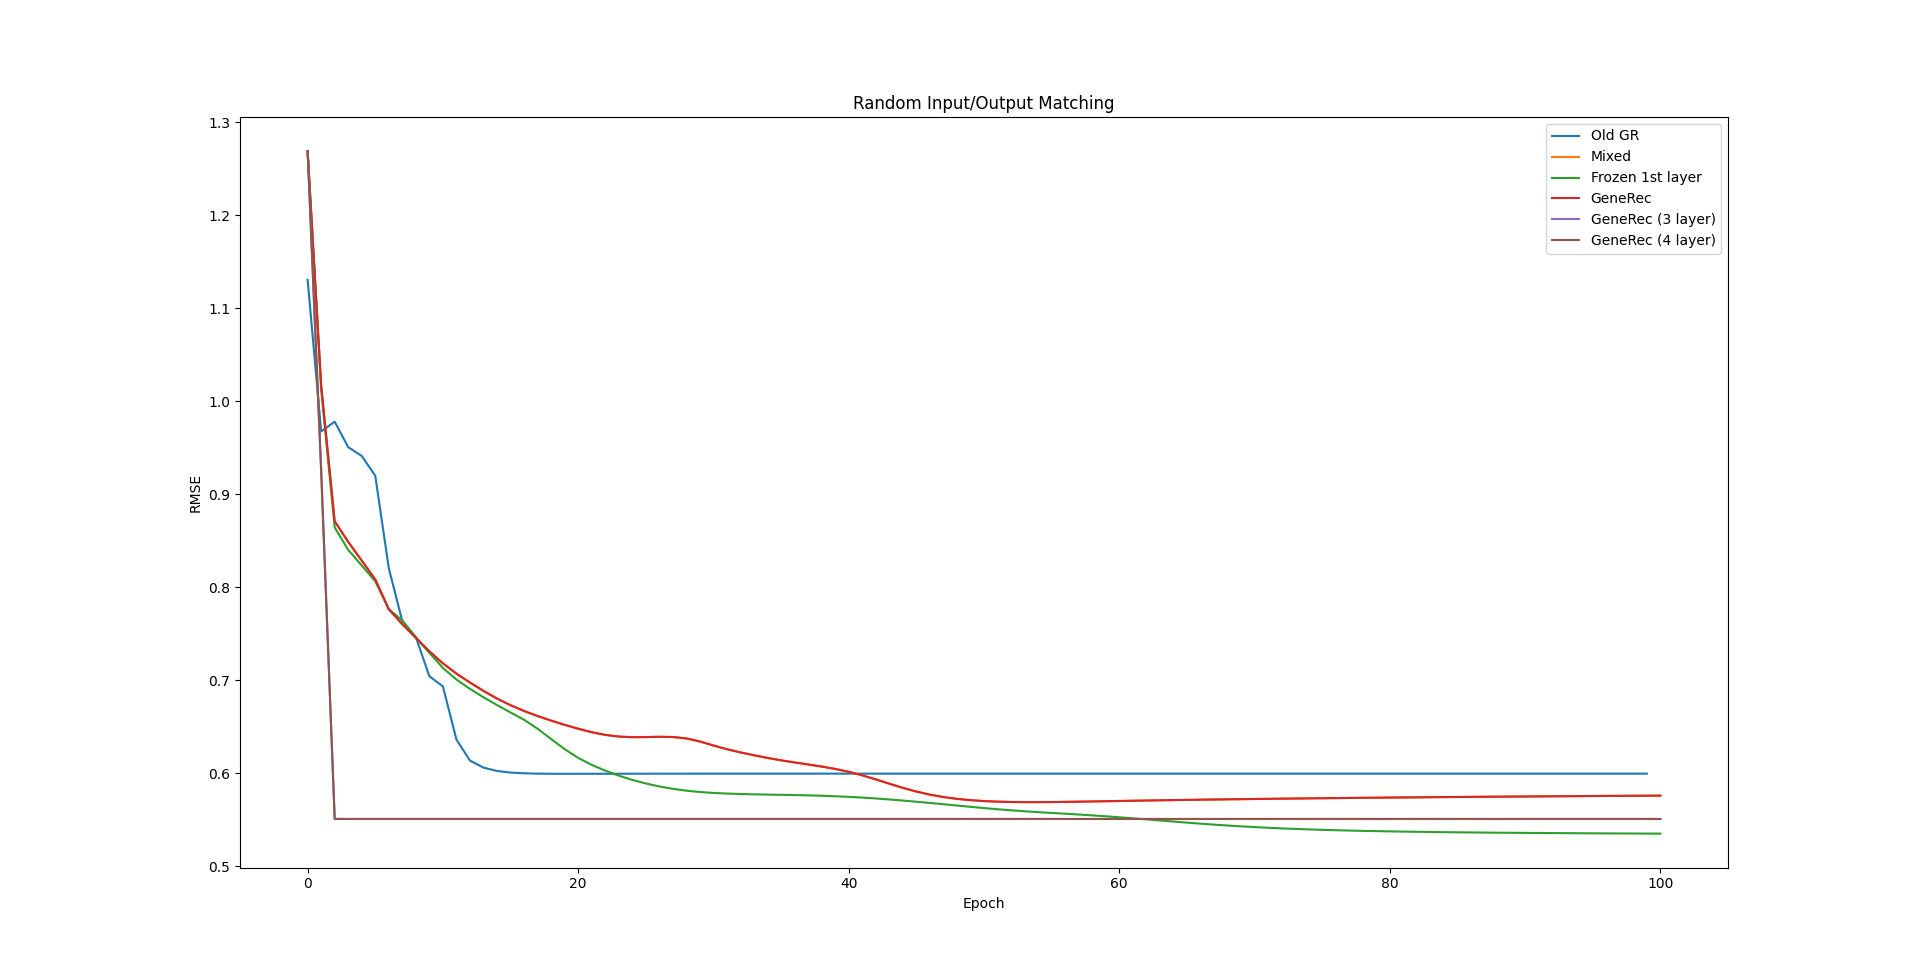 Random Input/Output Matching
1.3
1.2
1.1
1.0
0.9
0.8
0.7
0.6
0.5
RMSE
0 20 40 60 80 100
Epoch
Old GR
Mixed
Frozen 1st layer
GeneRec
GeneRec (3 layer)
GeneRec (4 layer)